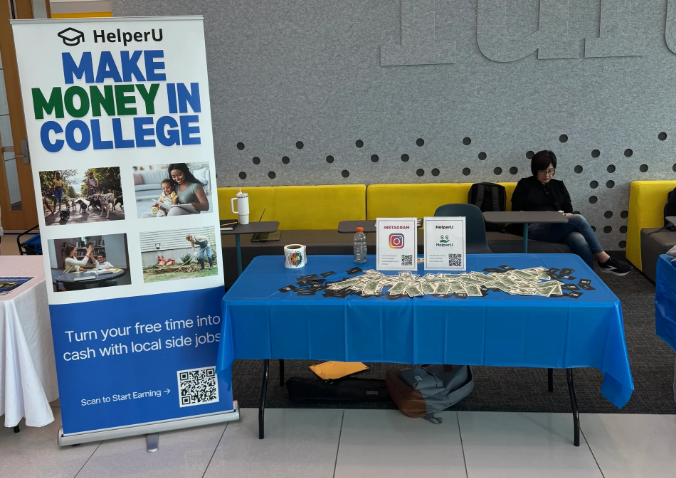 HelperU
MAKE
MONEY IN
COLLEGE
Turn your free time into
cash with local side jobs
Scan to Start Earning →
INSTAGRAM
HelperU
HelperU